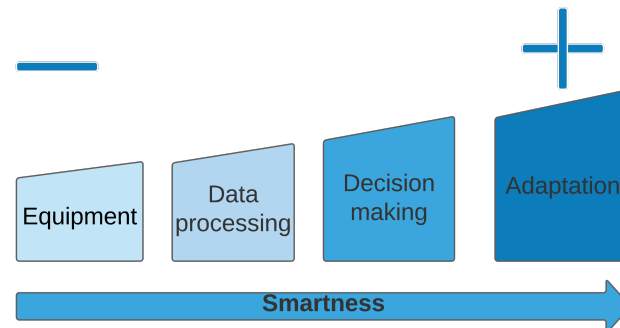 Equipment
Data
processing
Decision
making
Adaptation
Smartness